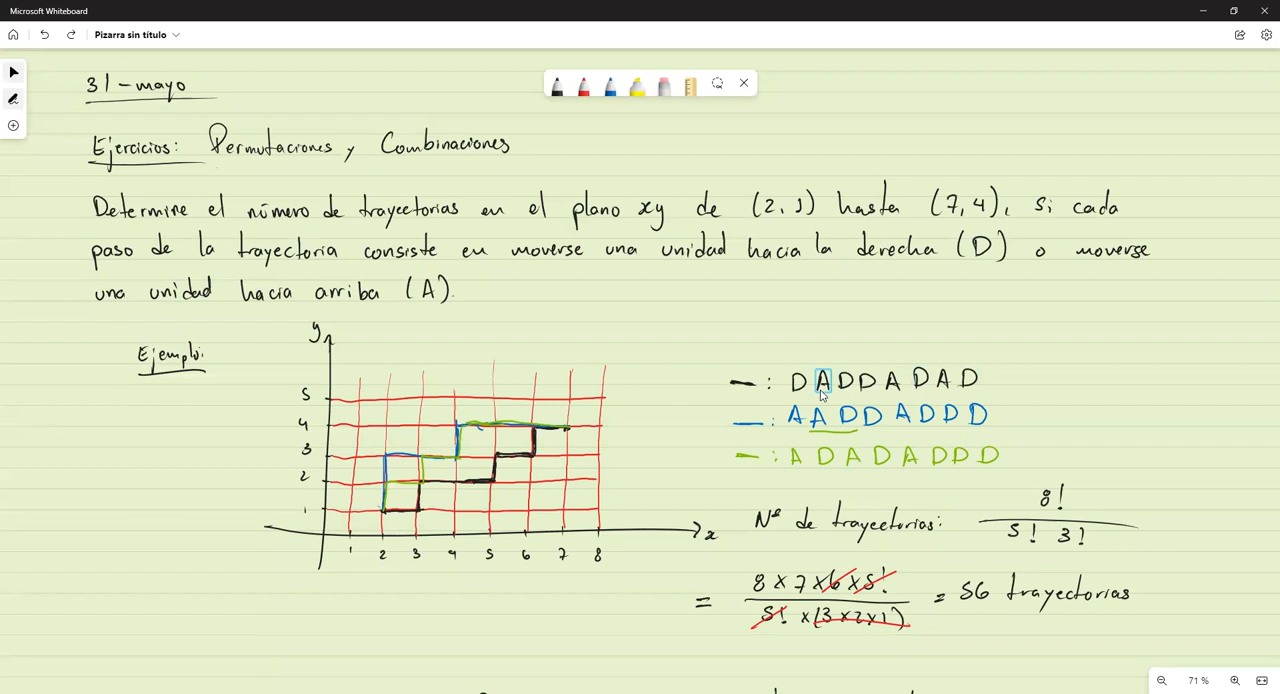 Microsoft Whiteboard
Pizarra sin título
31-mayo
Ejercicios: Permutaciones y Combinaciones
Determine el número de trayectorias en el plano xy de (2,1) hasta (7,4), si cada
paso de la trayectoria consiste en moverse una unidad hacia la derecha (D) o moverse
una unidad hacia arriba (A).
Ejemplo:
y
5
4
3
2
1
1 2 3 4 5 6 7 8
x
— : D A D D A D A D
— : A A D D A D D D
— : A D A D A D D D
Nº de trayectorias: 8! / 5! 3!
= 8 x 7 x 6 x 5! / 5! x (3 x 2 x 1) = 56 trayectorias
71 %